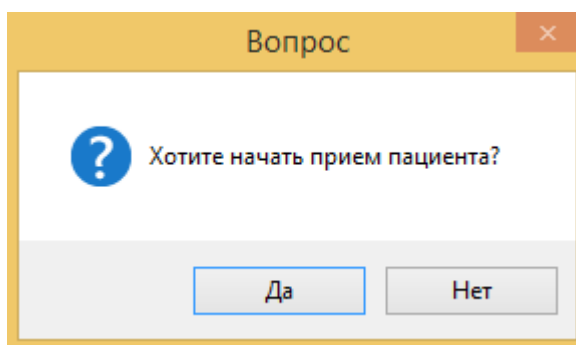 Вопрос
Хотите начать прием пациента?
Да
Нет